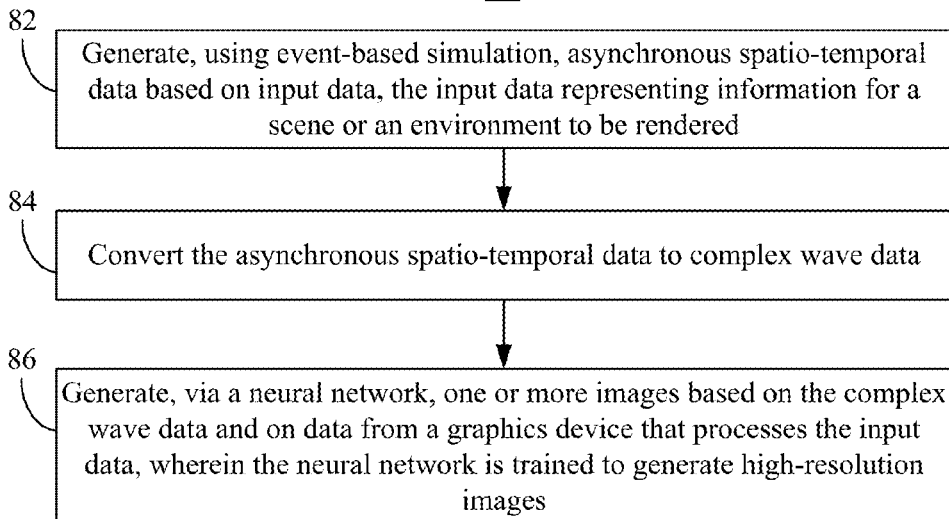 82
Generate, using event-based simulation, asynchronous spatio-temporal
data based on input data, the input data representing information for a
scene or an environment to be rendered
84
Convert the asynchronous spatio-temporal data to complex wave data
86
Generate, via a neural network, one or more images based on the complex
wave data and on data from a graphics device that processes the input
data, wherein the neural network is trained to generate high-resolution
images